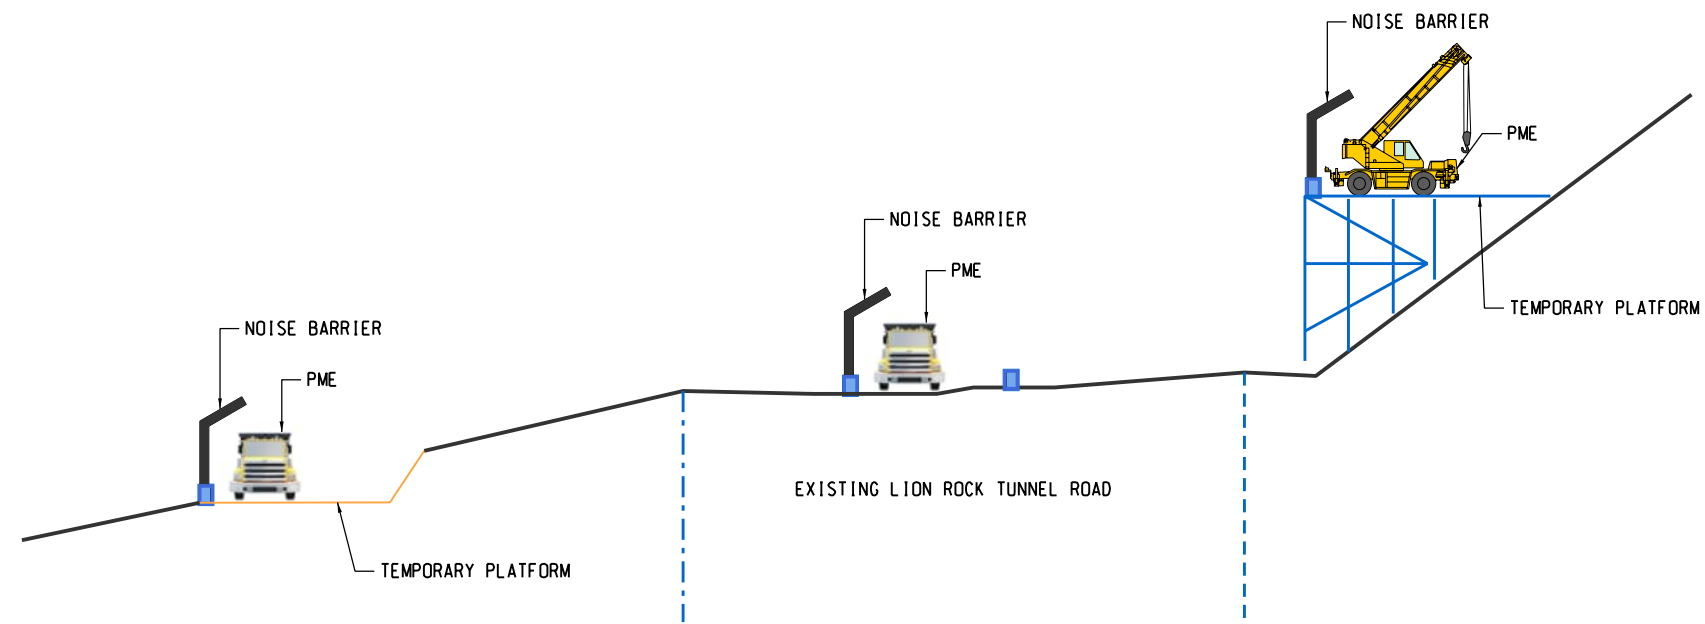 NOISE BARRIER
PME
TEMPORARY PLATFORM
NOISE BARRIER
PME
NOISE BARRIER
PME
EXISTING LION ROCK TUNNEL ROAD
TEMPORARY PLATFORM